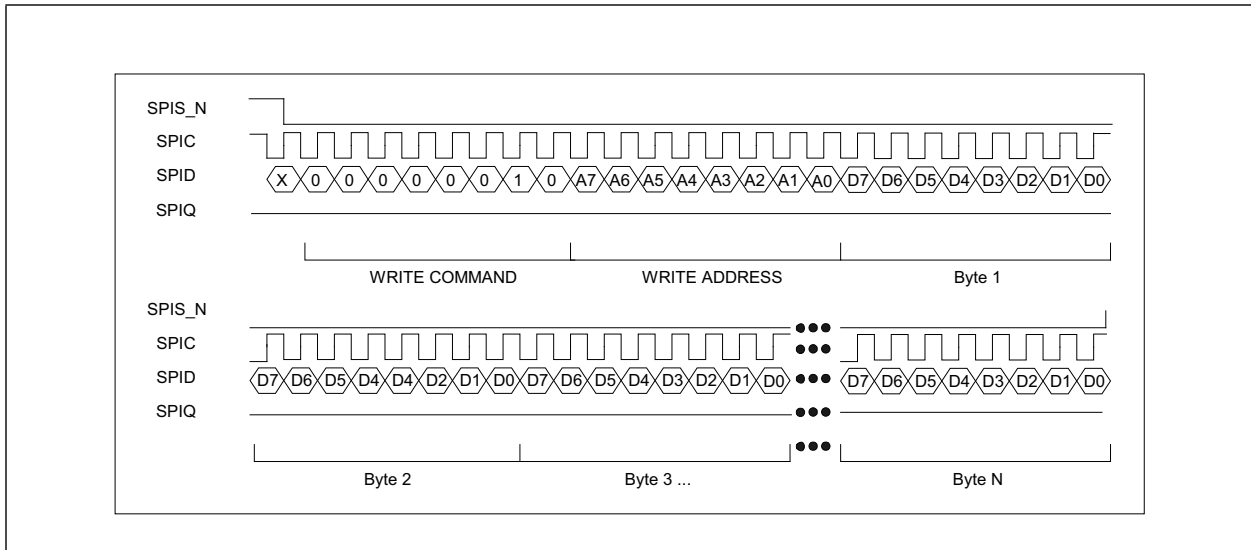 SPIS_N
SPIC
SPID X 0 0 0 0 0 0 1 0 A7 A6 A5 A4 A3 A2 A1 A0 D7 D6 D5 D4 D3 D2 D1 D0
SPIQ
WRITE COMMAND WRITE ADDRESS Byte 1
SPIS_N
SPIC
SPID D7 D6 D5 D4 D4 D2 D1 D0 D7 D6 D5 D4 D3 D2 D1 D0 D7 D6 D5 D4 D3 D2 D1 D0
SPIQ
Byte 2 Byte 3 ... Byte N